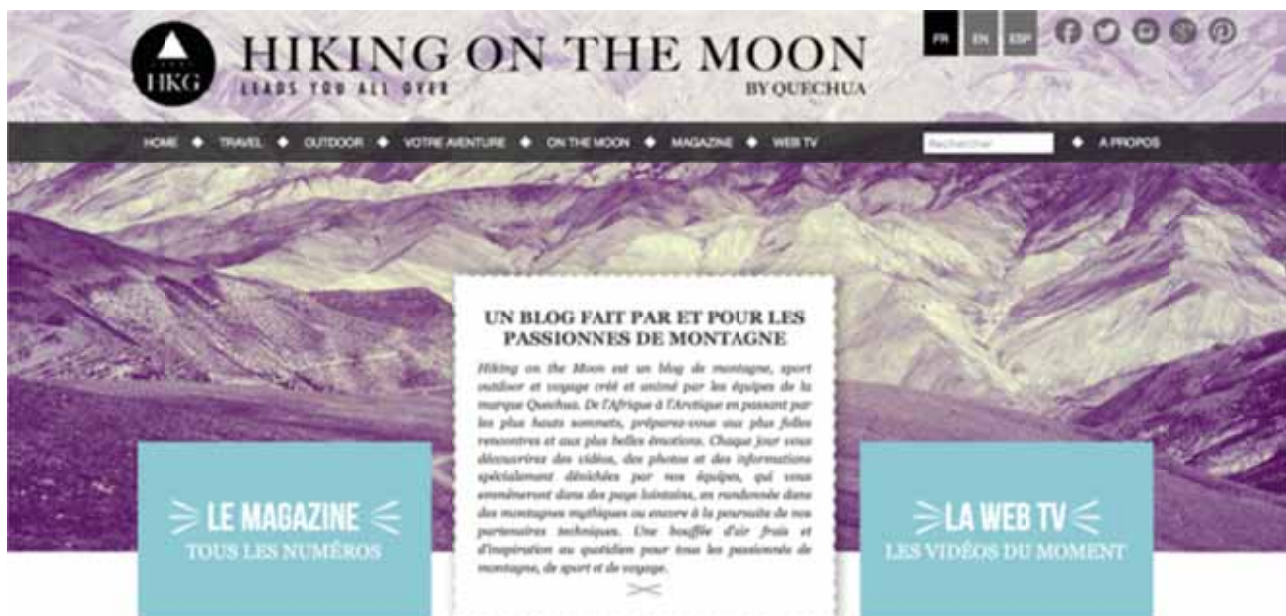 HKG
HIKING ON THE MOON
LEADS YOU ALL OVER
BY QUECHUA
FR EN ESP
HOME TRAVEL OUTDOOR VOTRE AVENTURE ON THE MOON MAGAZINE WEB TV Rechercher A PROPOS
UN BLOG FAIT PAR ET POUR LES
PASSIONNES DE MONTAGNE
Hiking on the Moon est un blog de montagne, sport
outdoor et voyage créé et animé par les équipes de la
marque Quechua. De l'Afrique à l'Arctique en passant par
les plus hauts sommets, préparez-vous aux plus folles
rencontres et aux plus belles émotions. Chaque jour vous
découvrirez des vidéos, des photos et des informations
spécialement dénichées par nos équipes, qui vous
emmèneront dans des pays lointains, en randonnée dans
des montagnes mythiques ou encore à la poursuite de nos
partenaires techniques. Une bouffée d'air frais et
d'inspiration au quotidien pour tous les passionnés de
montagne, de sport et de voyage.
LE MAGAZINE
TOUS LES NUMÉROS
LA WEB TV
LES VIDÉOS DU MOMENT